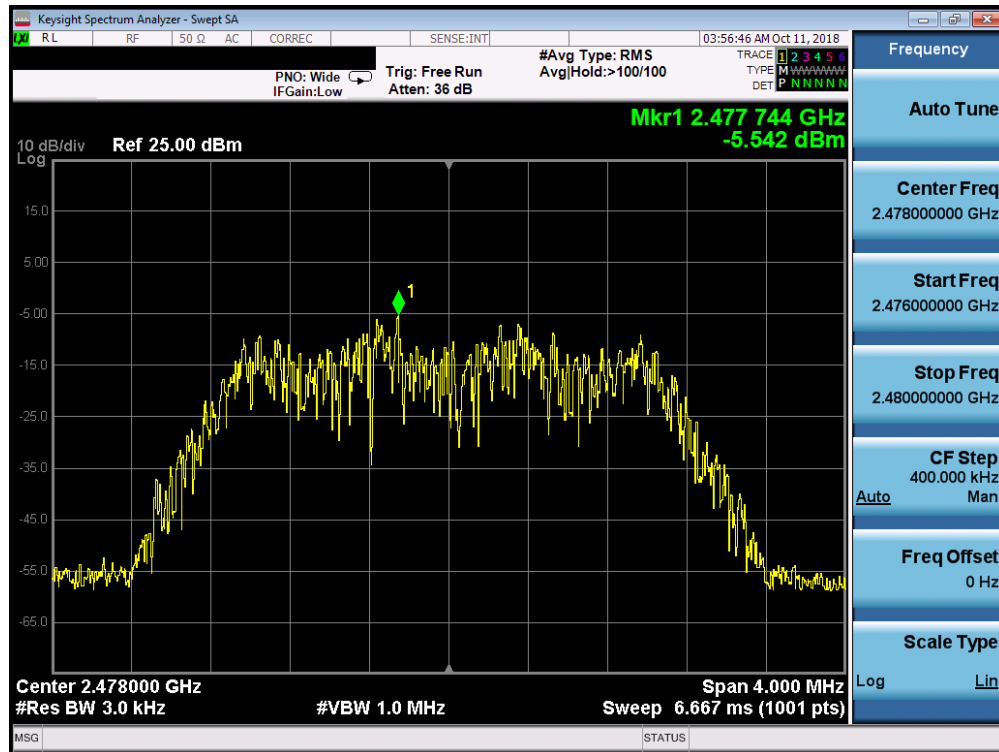 Keysight Spectrum Analyzer - Swept SA
LXI RL RF 50 Ω AC CORREC SENSE:INT 03:56:46 AM Oct 11, 2018
PNO: Wide
IFGain:Low
Trig: Free Run
Atten: 36 dB
#Avg Type: RMS
Avg|Hold:>100/100
TRACE 1 2 3 4 5 6
TYPE M WWWWW
DET P N N N N N
Mkr1 2.477 744 GHz
-5.542 dBm
10 dB/div
Log
Ref 25.00 dBm
15.0
5.00
-5.00
-15.0
-25.0
-35.0
-45.0
-55.0
-65.0
1
Center 2.478000 GHz
#Res BW 3.0 kHz
#VBW 1.0 MHz
Span 4.000 MHz
Sweep 6.667 ms (1001 pts)
MSG
STATUS
Frequency
Auto Tune
Center Freq
2.478000000 GHz
Start Freq
2.476000000 GHz
Stop Freq
2.480000000 GHz
CF Step
400.000 kHz
Auto Man
Freq Offset
0 Hz
Scale Type
Log Lin